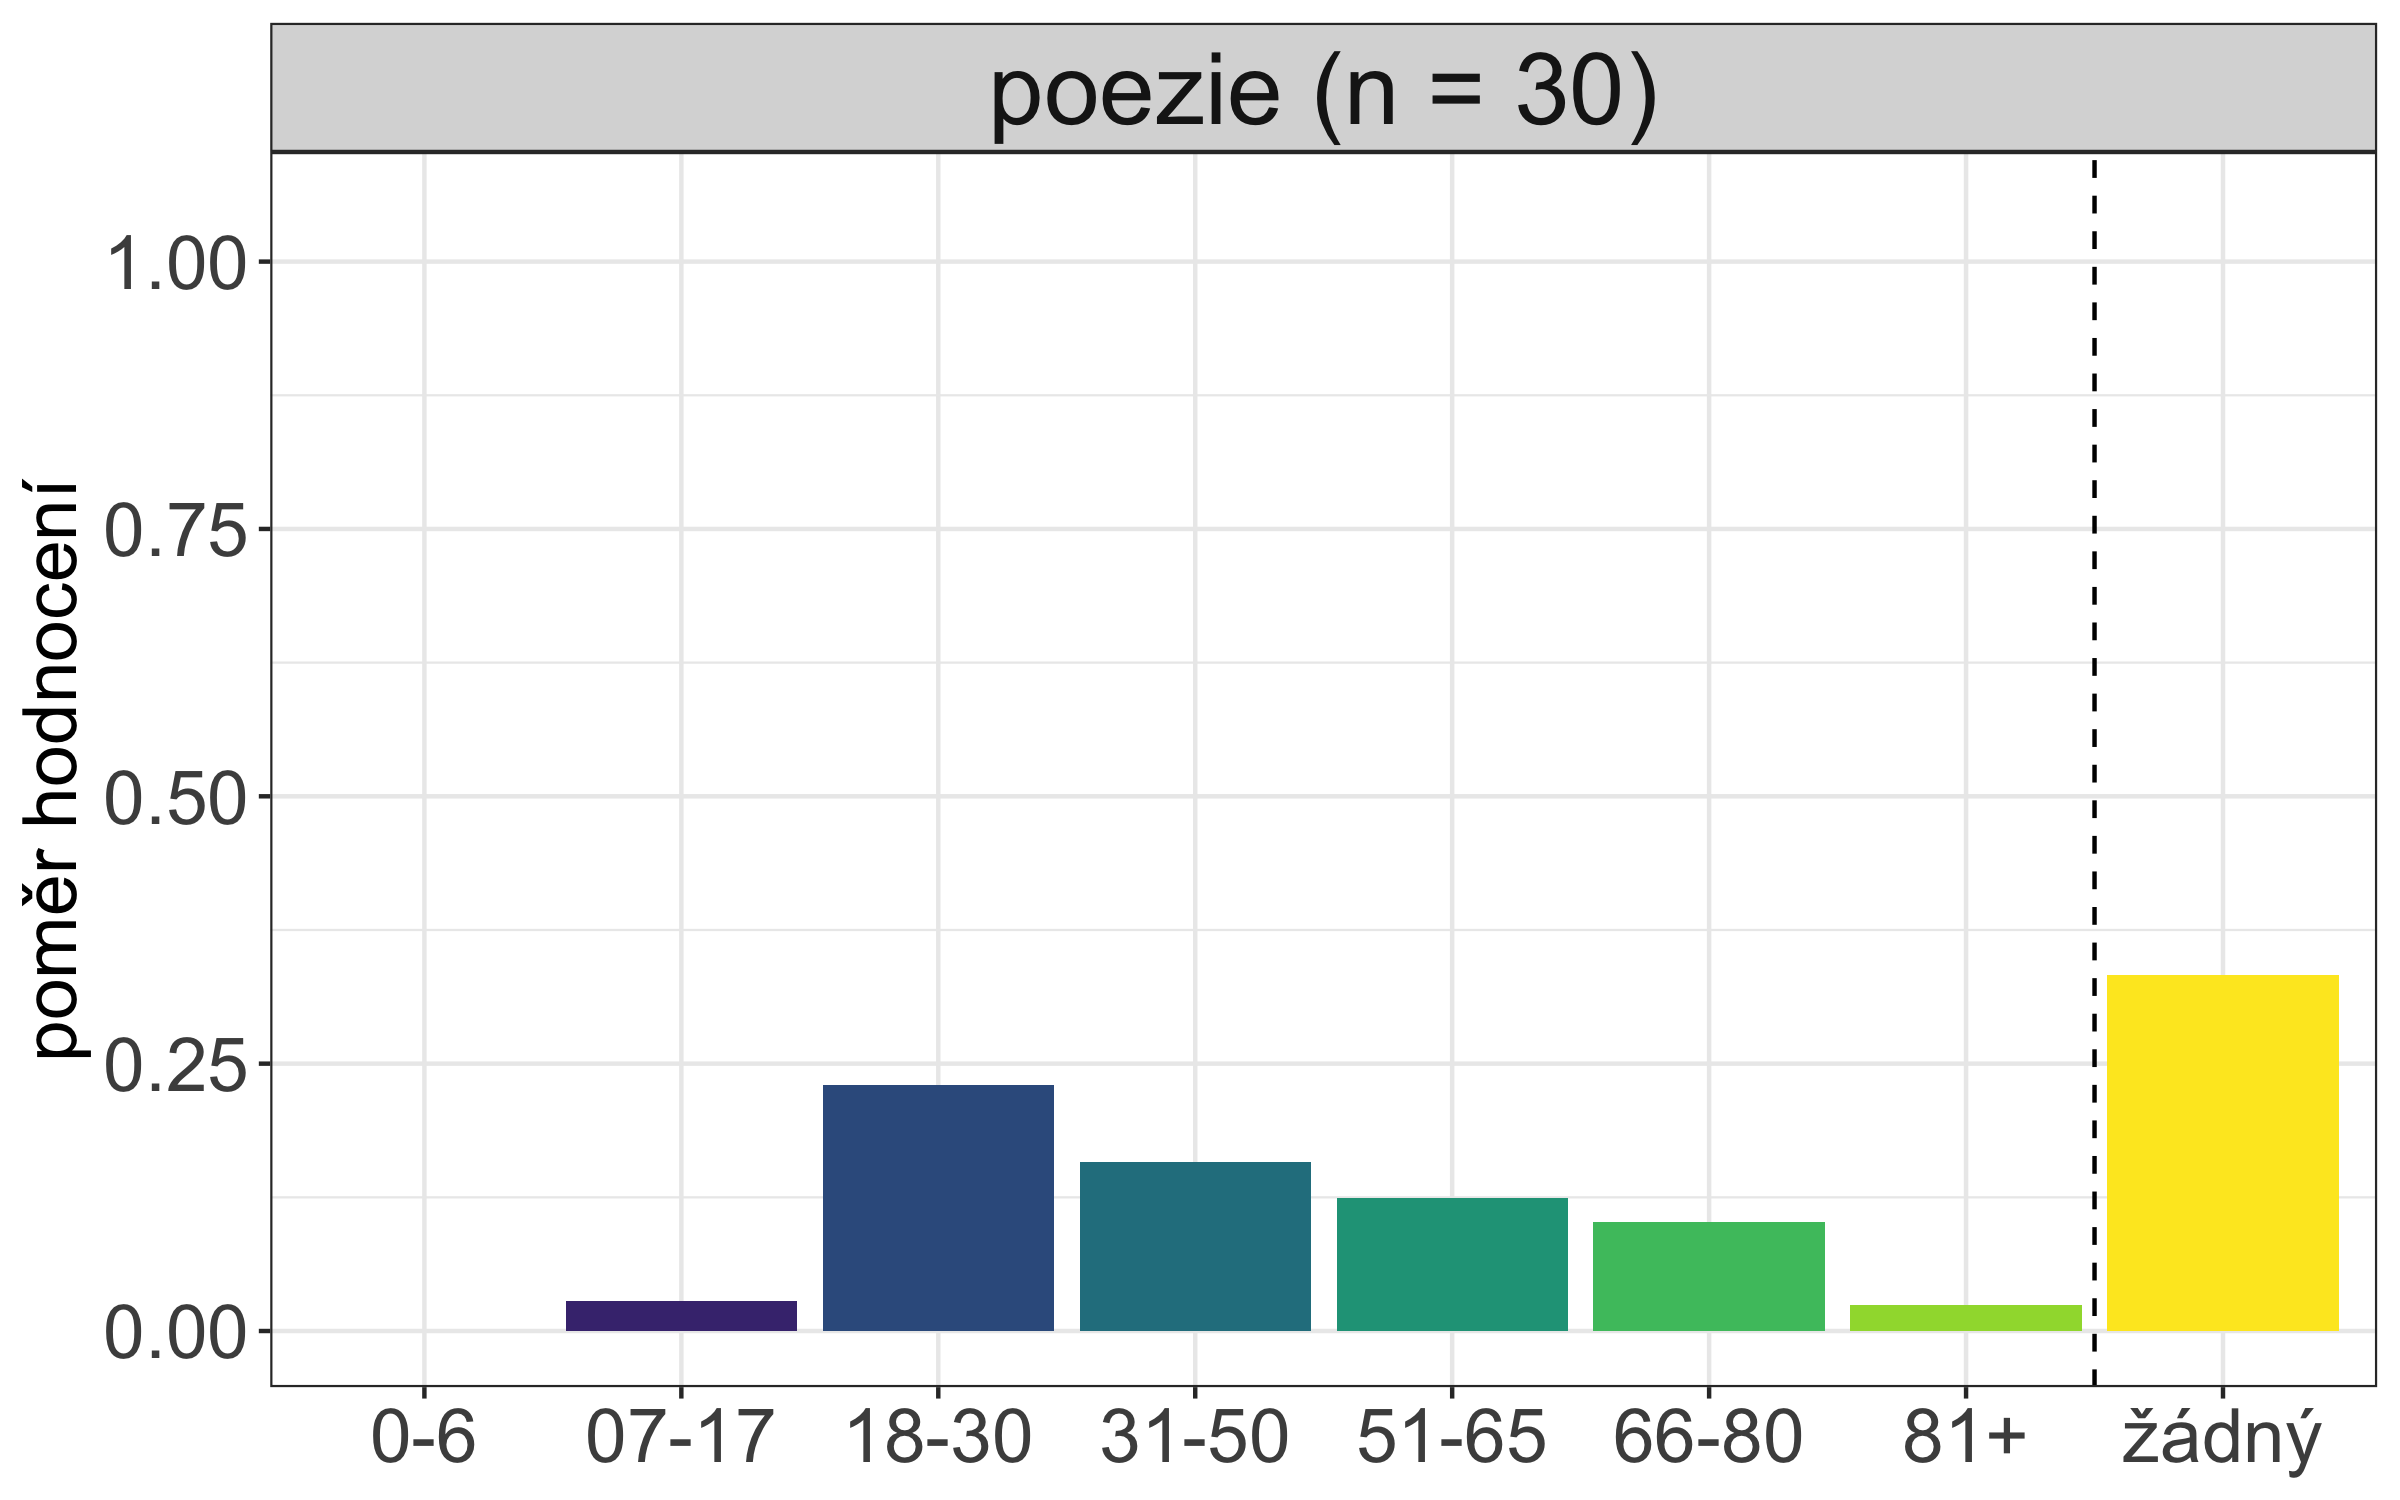 poezie (n = 30)
poměr hodnocení
1.00
0.75
0.50
0.25
0.00
0-6 07-17 18-30 31-50 51-65 66-80 81+ žádný